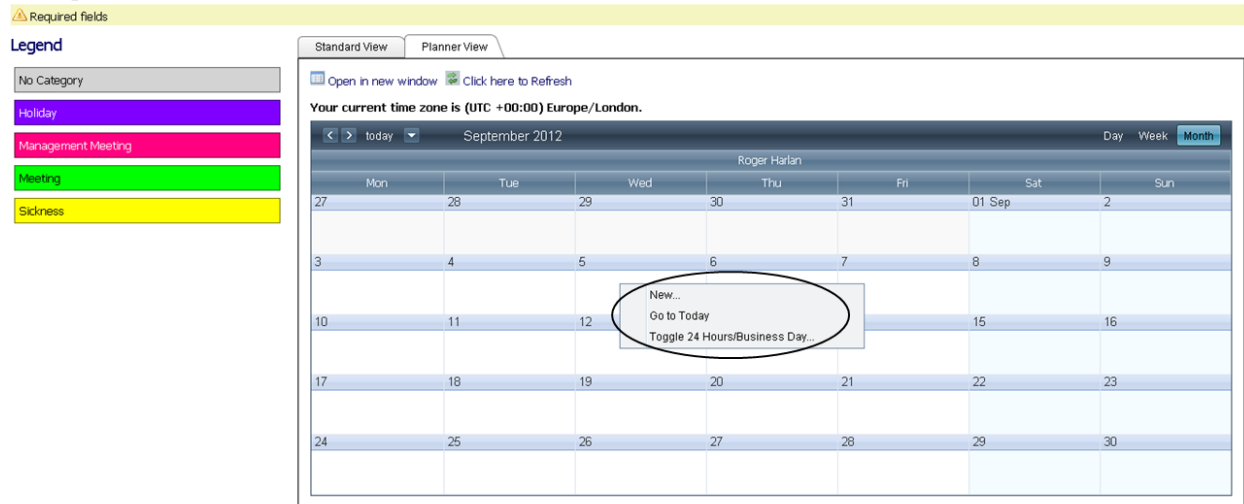 Required fields
Legend
No Category
Holiday
Management Meeting
Meeting
Sickness
Standard View Planner View
Open in new window Click here to Refresh
Your current time zone is (UTC +00:00) Europe/London.
today September 2012 Day Week Month
Roger Harlan
Mon Tue Wed Thu Fri Sat Sun
27 28 29 30 31 01 Sep 2
3 4 5 6 7 8 9
New...
Go to Today
10 11 12 15 16
Toggle 24 Hours/Business Day...
17 18 19 20 21 22 23
24 25 26 27 28 29 30